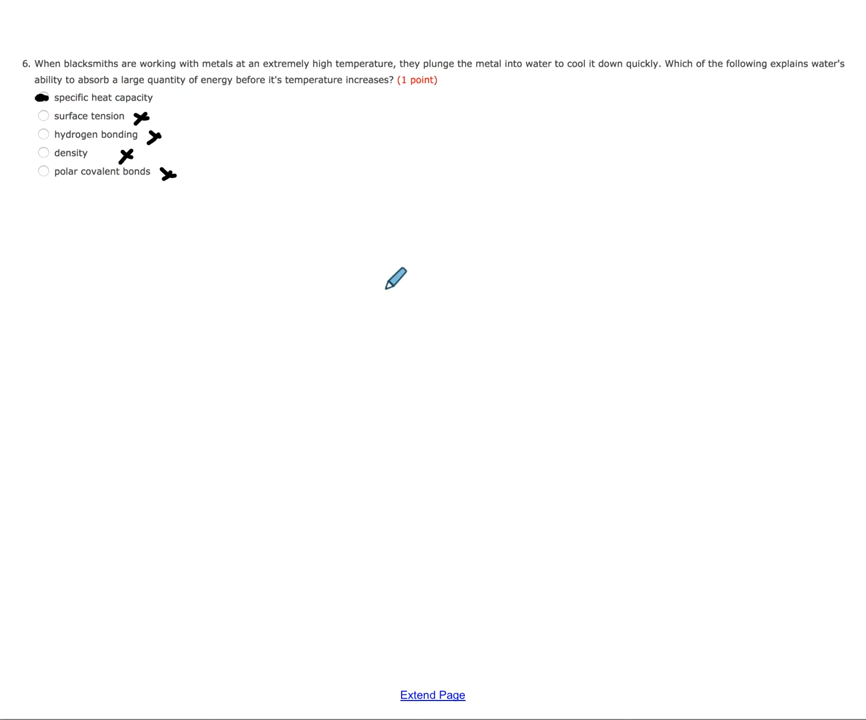 6. When blacksmiths are working with metals at an extremely high temperature, they plunge the metal into water to cool it down quickly. Which of the following explains water's
ability to absorb a large quantity of energy before it's temperature increases? (1 point)
specific heat capacity
surface tension
hydrogen bonding
density
polar covalent bonds
Extend Page